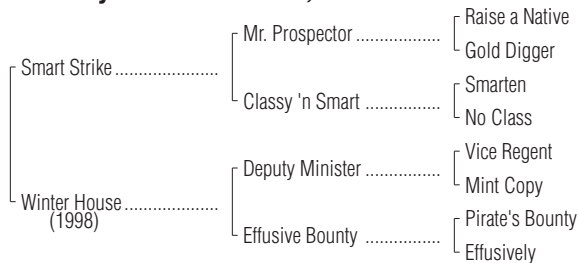 Raise a Native
Mr. Prospector ..................
Gold Digger
Smart Strike ......................
Smarten
Classy 'n Smart ................
No Class
Vice Regent
Deputy Minister ................
Mint Copy
Winter House ....................
(1998)
Pirate's Bounty
Effusive Bounty ................
Effusively